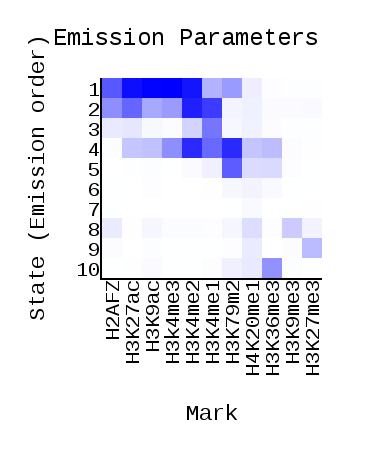 Emission Parameters
State (Emission order)
1
2
3
4
5
6
7
8
9
10
H2AFZ
H3K27ac
H3K9ac
H3k4me3
H3K4me2
H3K4me1
H3K79m2
H4K20me1
H3K36me3
H3K9me3
H3K27me3
Mark